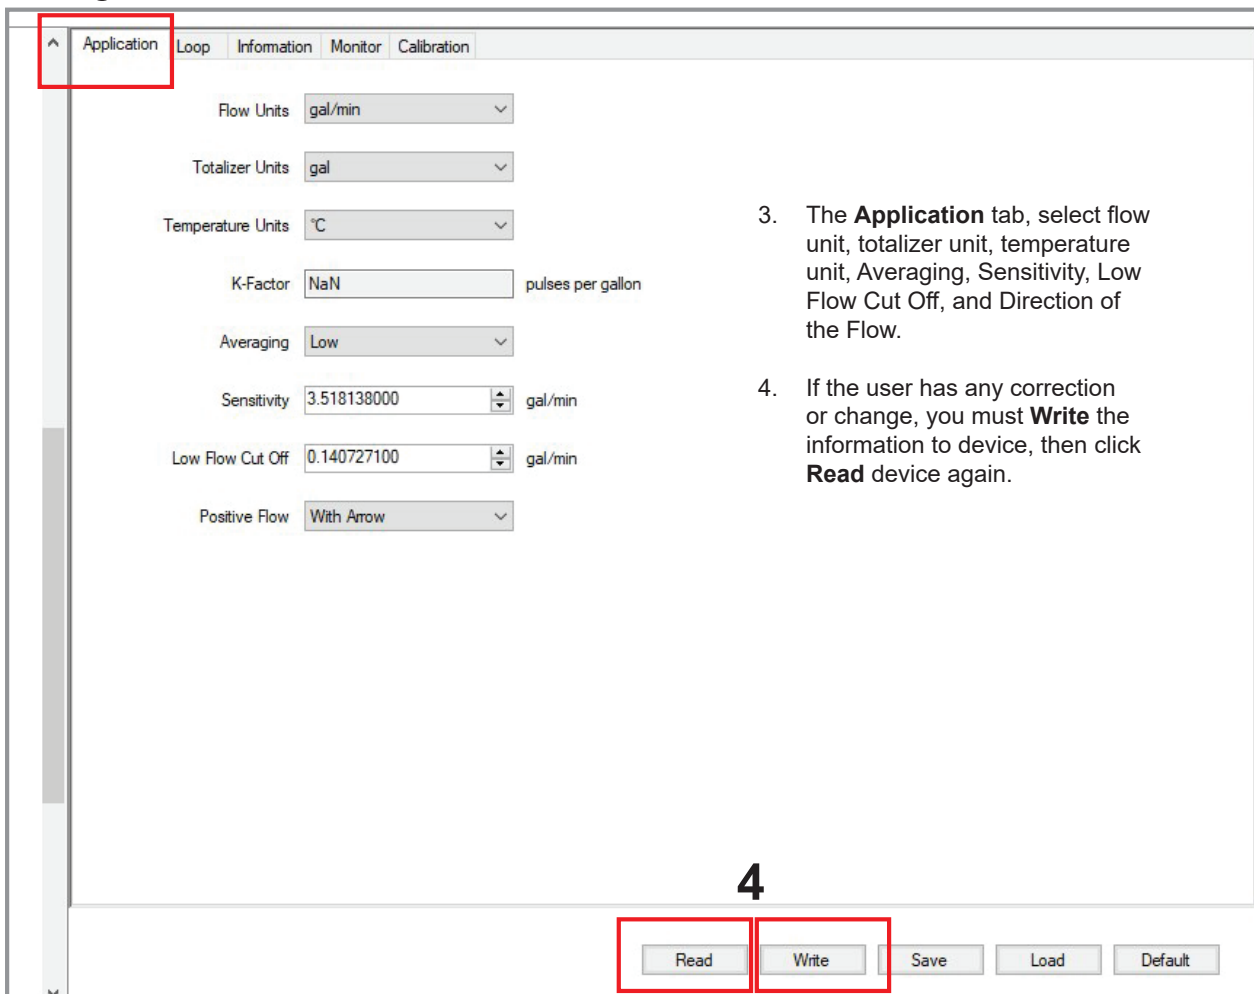 Application Loop Information Monitor Calibration
Flow Units gal/min
Totalizer Units gal
Temperature Units °C
K-Factor NaN pulses per gallon
Averaging Low
Sensitivity 3.518138000 gal/min
Low Flow Cut Off 0.140727100 gal/min
Positive Flow With Arrow
3. The Application tab, select flow
unit, totalizer unit, temperature
unit, Averaging, Sensitivity, Low
Flow Cut Off, and Direction of
the Flow.
4. If the user has any correction
or change, you must Write the
information to device, then click
Read device again.
4
Read Write Save Load Default